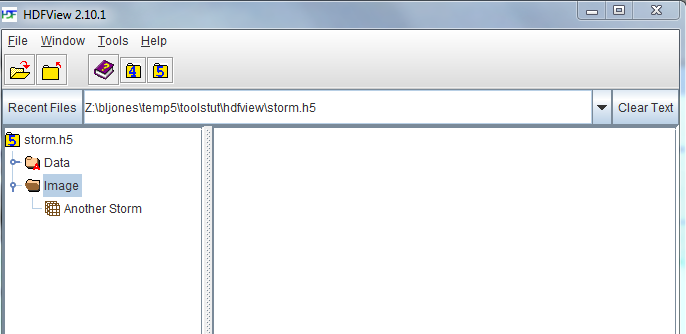 HDF HDFView 2.10.1
File Window Tools Help
4 5
Recent Files Z:\bljones\temp5\toolstut\hdfview\storm.h5 Clear Text
5 storm.h5
Data
Image
Another Storm